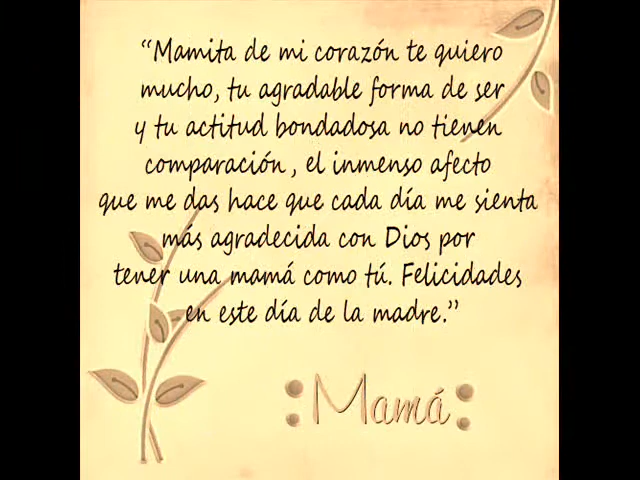 “Mamita de mi corazón te quiero
mucho, tu agradable forma de ser
y tu actitud bondadosa no tienen
comparación, el inmenso afecto
que me das hace que cada día me sienta
más agradecida con Dios por
tener una mamá como tú. Felicidades
en este día de la madre.”
:Mamá: